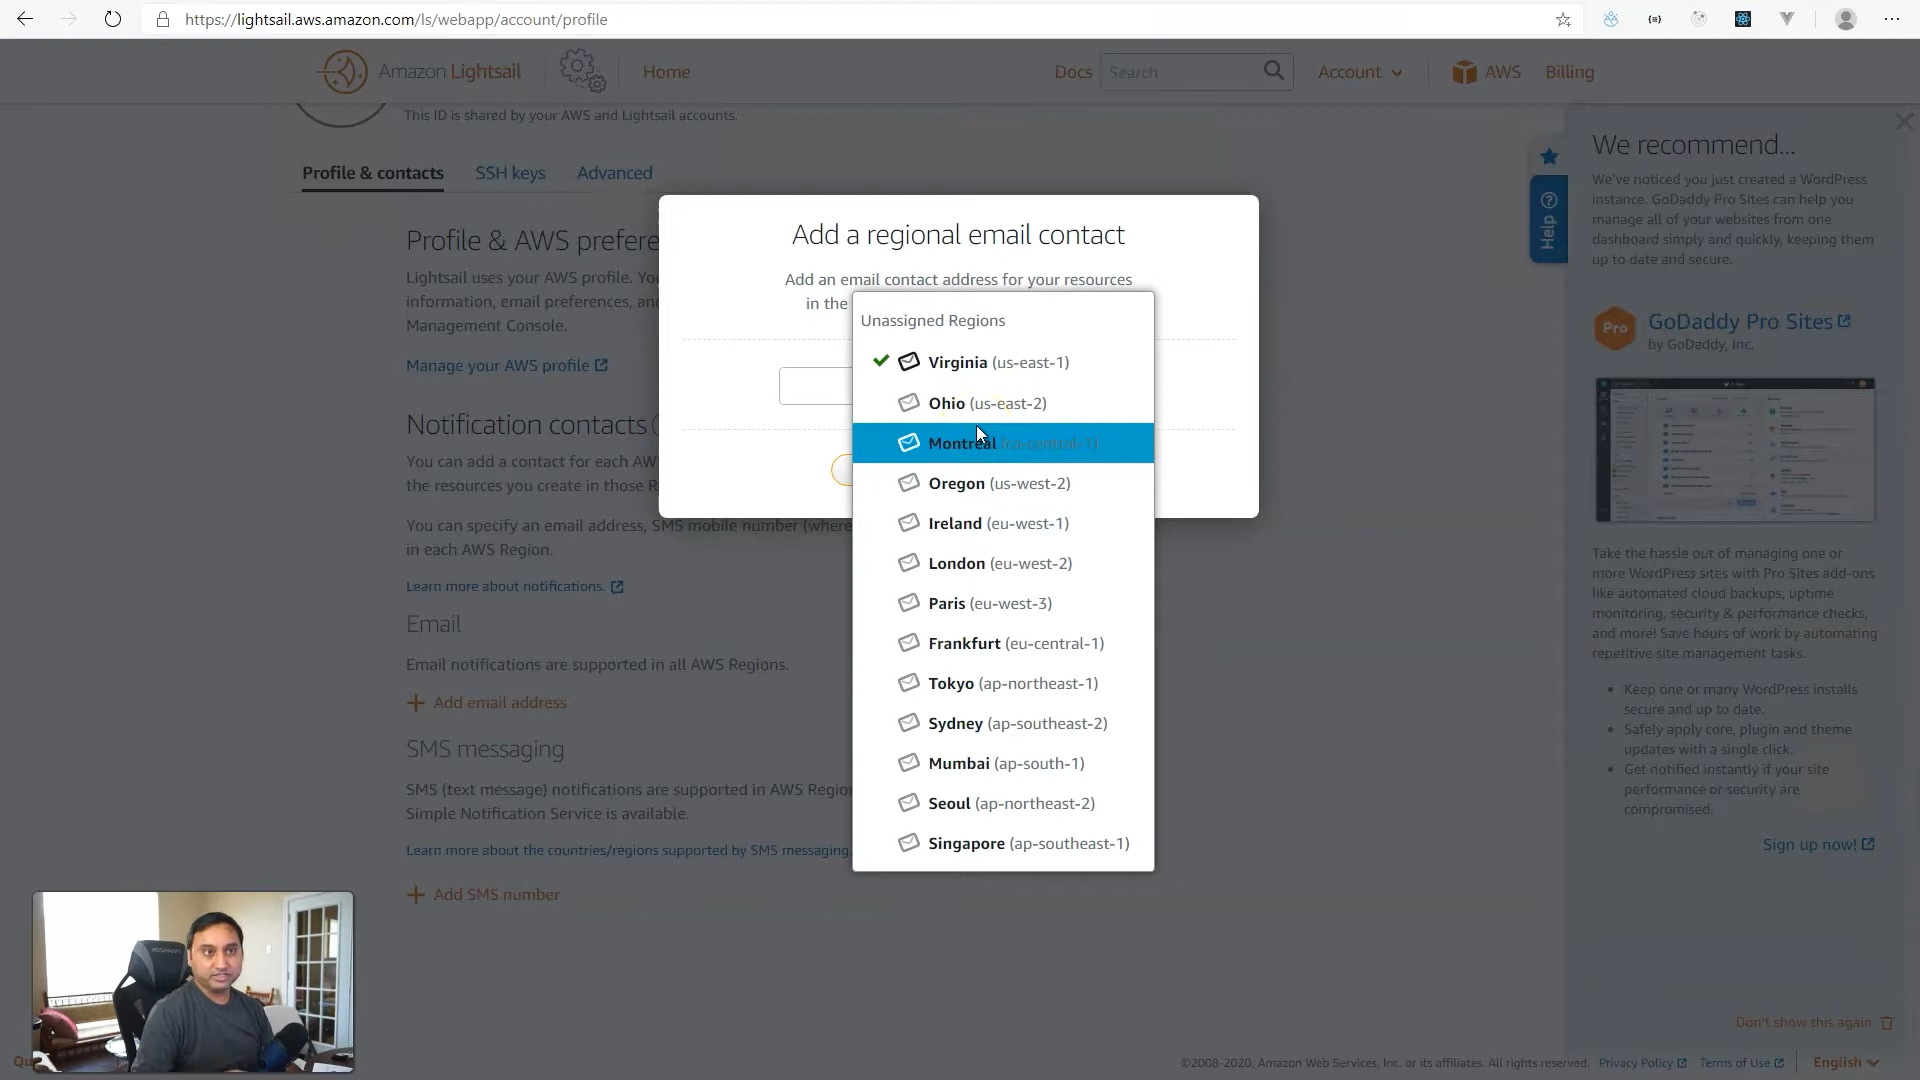 https://lightsail.aws.amazon.com/ls/webapp/account/profile
Amazon Lightsail
Home
Docs
Search
Account
AWS
Billing
This ID is shared by your AWS and Lightsail accounts.
Profile & contacts
SSH keys
Advanced
Profile & AWS prefere
Lightsail uses your AWS profile. Yo
information, email preferences, an
Management Console.
Manage your AWS profile
Notification contacts
You can add a contact for each AW
the resources you create in those R
You can specify an email address, SMS mobile number (where
in each AWS Region.
Learn more about notifications.
Email
Email notifications are supported in all AWS Regions.
+ Add email address
SMS messaging
SMS (text message) notifications are supported in AWS Regio
Simple Notification Service is available.
Learn more about the countries/regions supported by SMS messaging.
+ Add SMS number
Add a regional email contact
Add an email contact address for your resources
in the
Unassigned Regions
Virginia (us-east-1)
Ohio (us-east-2)
Montreal (ca-central-1)
Oregon (us-west-2)
Ireland (eu-west-1)
London (eu-west-2)
Paris (eu-west-3)
Frankfurt (eu-central-1)
Tokyo (ap-northeast-1)
Sydney (ap-southeast-2)
Mumbai (ap-south-1)
Seoul (ap-northeast-2)
Singapore (ap-southeast-1)
Help
We recommend...
We've noticed you just created a WordPress
instance. GoDaddy Pro Sites can help you
manage all of your websites from one
dashboard simply and quickly, keeping them
up to date and secure.
Pro
GoDaddy Pro Sites
by GoDaddy, Inc.
Take the hassle out of managing one or
more WordPress sites with Pro Sites add-ons
like automated cloud backups, uptime
monitoring, security & performance checks,
and more! Save hours of work by automating
repetitive site management tasks.
• Keep one or many WordPress installs
secure and up to date.
• Safely apply core, plugin and theme
updates with a single click.
• Get notified instantly if your site
performance or security are
compromised.
Sign up now!
Don't show this again
Qu
©2008-2020, Amazon Web Services, Inc. or its affiliates. All rights reserved.
Privacy Policy
Terms of Use
English